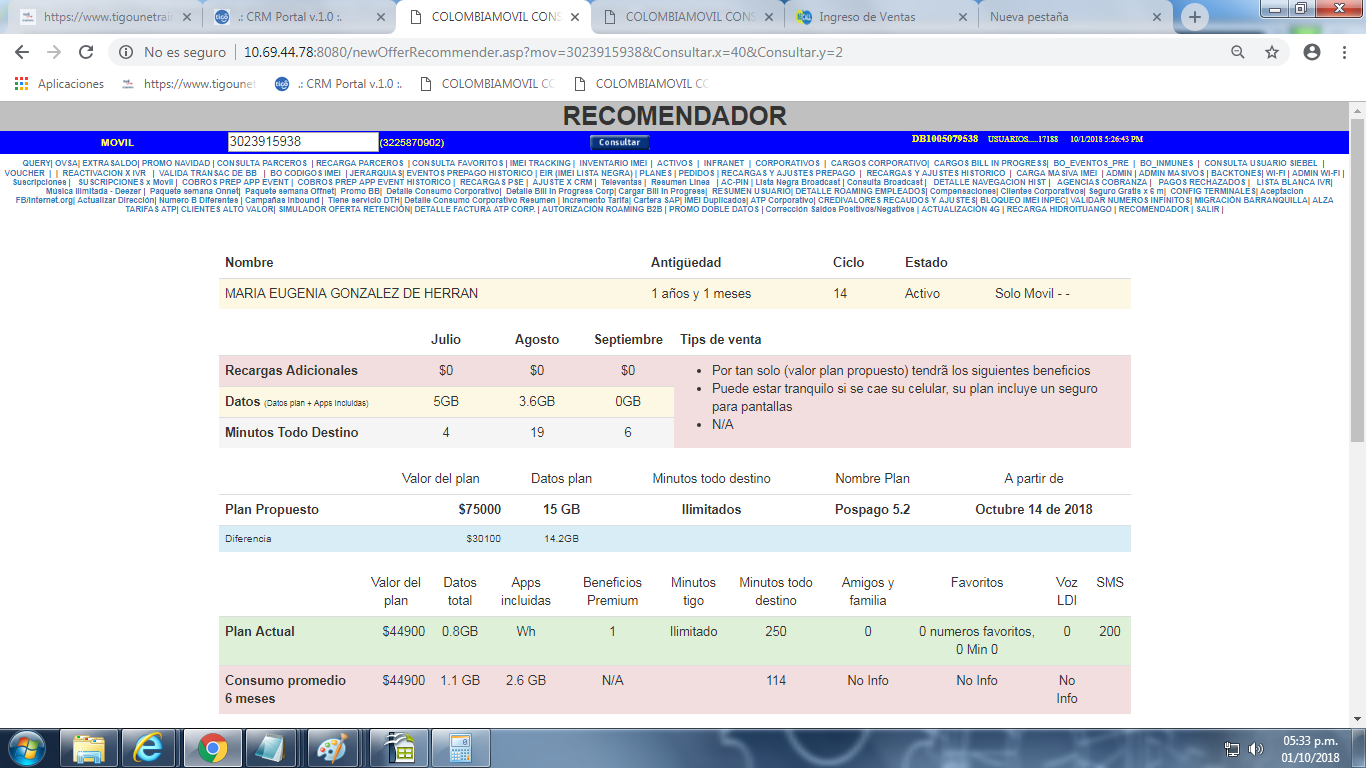 https://www.tigounetrain
.: CRM Portal v.1.0 :.
COLOMBIAMOVIL CONS
COLOMBIAMOVIL CONS
Ingreso de Ventas
Nueva pestaña
No es seguro | 10.69.44.78:8080/newOfferRecommender.asp?mov=3023915938&Consultar.x=40&Consultar.y=2
Aplicaciones
https://www.tigounet
.: CRM Portal v.1.0 :.
COLOMBIAMOVIL CO
COLOMBIAMOVIL CO
RECOMENDADOR
MOVIL 3023915938 (3225870902) Consultar DB1005079538 USUARIOS.....17188 10/1/2018 5:26:43 PM
QUERY| OVSA| EXTRASALDO| PROMO NAVIDAD | CONSULTA PARCEROS | RECARGA PARCEROS | CONSULTA FAVORITOS | IMEI TRACKING | INVENTARIO IMEI | ACTIVOS | INFRANET | CORPORATIVOS | CARGOS CORPORATIVO| CARGOS BILL IN PROGRESS| BO_EVENTOS_PRE | BO_INMUNES | CONSULTA USUARIO SIEBEL |
VOUCHER | | REACTIVACION X IVR | VALIDA TRANSAC DE BB | BO CODIGOS IMEI | JERARQUIAS| EVENTOS PREPAGO HISTORICO | EIR (IMEI LISTA NEGRA) | PLANES | PEDIDOS | RECARGAS Y AJUSTES PREPAGO | RECARGAS Y AJUSTES HISTORICO | CARGA MASIVA IMEI | ADMIN | ADMIN MASIVOS | BACKTONES| WI-FI | ADMIN WI-FI |
Suscripciones | SUSCRIPCIONES x Movil | COBROS PREP APP EVENT | COBROS PREP APP EVENT HISTORICO | RECARGAS PSE | AJUSTE X CRM | Televentas | Resumen Linea | AC-PIN | Lista Negra Broadcast | Consulta Broadcast | DETALLE NAVEGACION HIST | AGENCIAS COBRANZA | PAGOS RECHAZADOS | LISTA BLANCA IVR|
Musica Ilimitada - Deezer | Paquete semana Onnet| Paquete semana Offnet| Promo BB| Detalle Consumo Corporativo| Detalle Bill In Progress Corp| Cargar Bill In Progress| RESUMEN USUARIO| DETALLE ROAMING EMPLEADOS| Compensaciones| Clientes Corporativos| Seguro Gratis x 6 m| CONFIG TERMINALES| Aceptacion
FB/Internet.org| Actualizar Dirección| Numero B Diferentes | Campañas Inbound | Tiene servicio DTH| Detalle Consumo Corporativo Resumen | Incremento Tarifa| Cartera SAP| IMEI Duplicados| ATP Corporativo| CREDIVALORES RECAUDOS Y AJUSTES| BLOQUEO IMEI INPEC| VALIDAR NUMEROS INFINITOS| MIGRACIÓN BARRANQUILLA| ALZA
TARIFAS ATP| CLIENTES ALTO VALOR| SIMULADOR OFERTA RETENCIÓN| DETALLE FACTURA ATP CORP. | AUTORIZACIÓN ROAMING B2B | PROMO DOBLE DATOS | Corrección Saldos Positivos/Negativos | ACTUALIZACIÓN 4G | RECARGA HIDROITUANGO | RECOMENDADOR | SALIR |
Nombre Antigüedad Ciclo Estado
MARIA EUGENIA GONZALEZ DE HERRAN 1 años y 1 meses 14 Activo Solo Movil - -
Julio Agosto Septiembre Tips de venta
Recargas Adicionales $0 $0 $0
Datos (Datos plan + Apps Incluidas) 5GB 3.6GB 0GB
Minutos Todo Destino 4 19 6
• Por tan solo (valor plan propuesto) tendrã los siguientes beneficios
• Puede estar tranquilo si se cae su celular, su plan incluye un seguro
para pantallas
• N/A
Valor del plan Datos plan Minutos todo destino Nombre Plan A partir de
Plan Propuesto $75000 15 GB Ilimitados Pospago 5.2 Octubre 14 de 2018
Diferencia $30100 14.2GB
Valor del plan Datos total Apps incluidas Beneficios Premium Minutos tigo Minutos todo destino Amigos y familia Favoritos Voz LDI SMS
Plan Actual $44900 0.8GB Wh 1 Ilimitado 250 0 0 numeros favoritos, 0 Min 0 0 200
Consumo promedio 6 meses $44900 1.1 GB 2.6 GB N/A 114 No Info No Info No Info
05:33 p.m.
01/10/2018